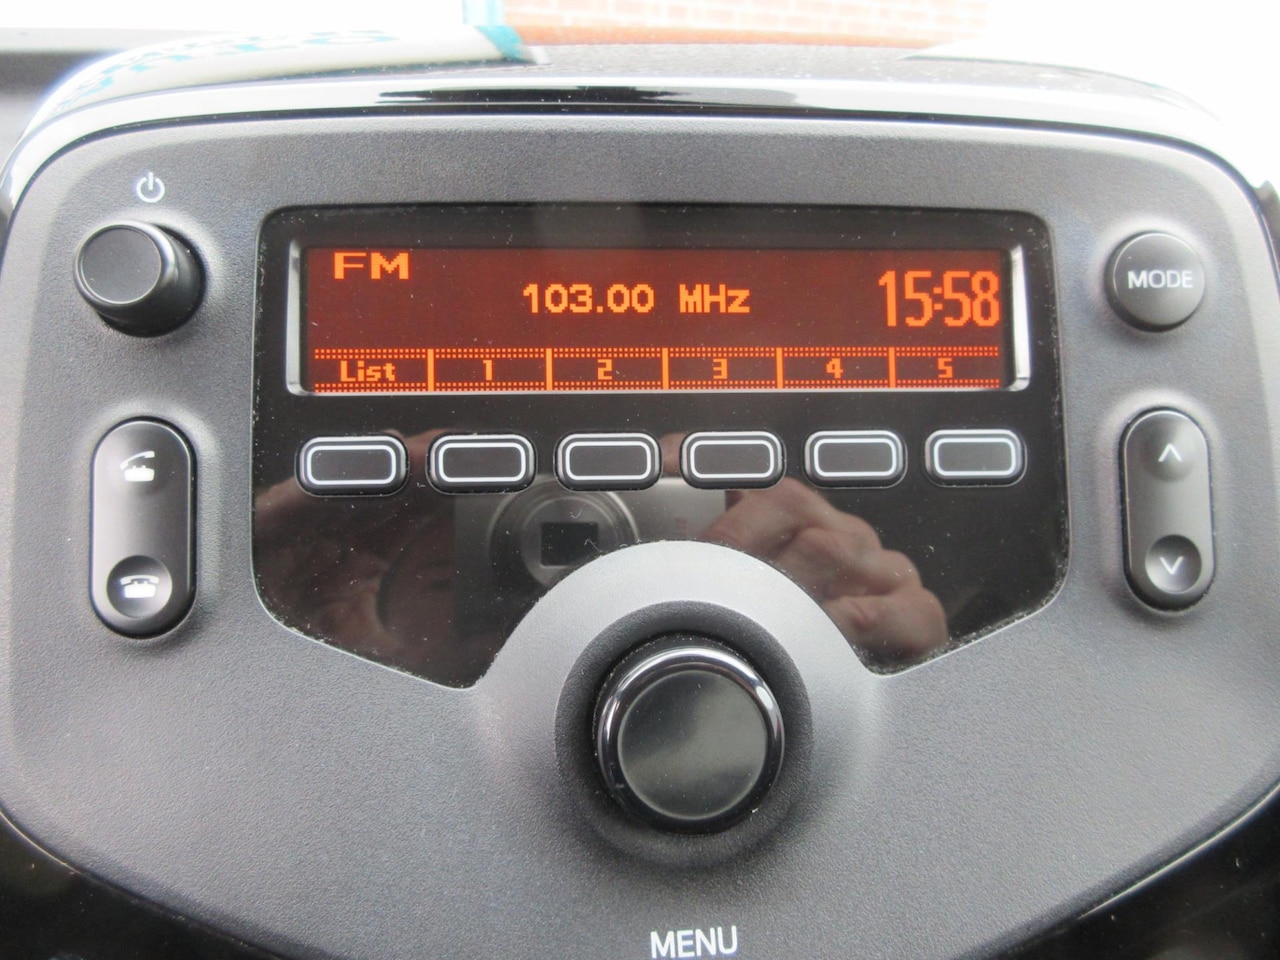 FM
103.00 MHz
15:58
List 1 2 3 4 5
MODE
MENU